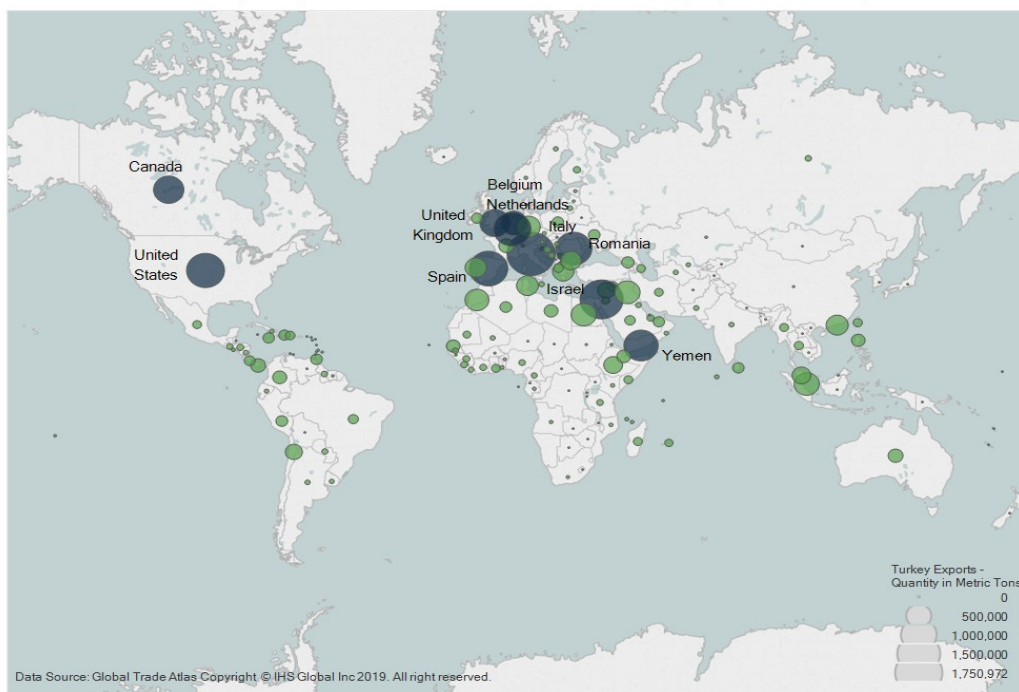 Canada
Belgium
Netherlands
United
Kingdom
Italy
Romania
United
States
Spain
Israel
Yemen
Turkey Exports -
Quantity in Metric Tons
0
500,000
1,000,000
1,500,000
1,750,972
Data Source: Global Trade Atlas Copyright © IHS Global Inc 2019. All right reserved.